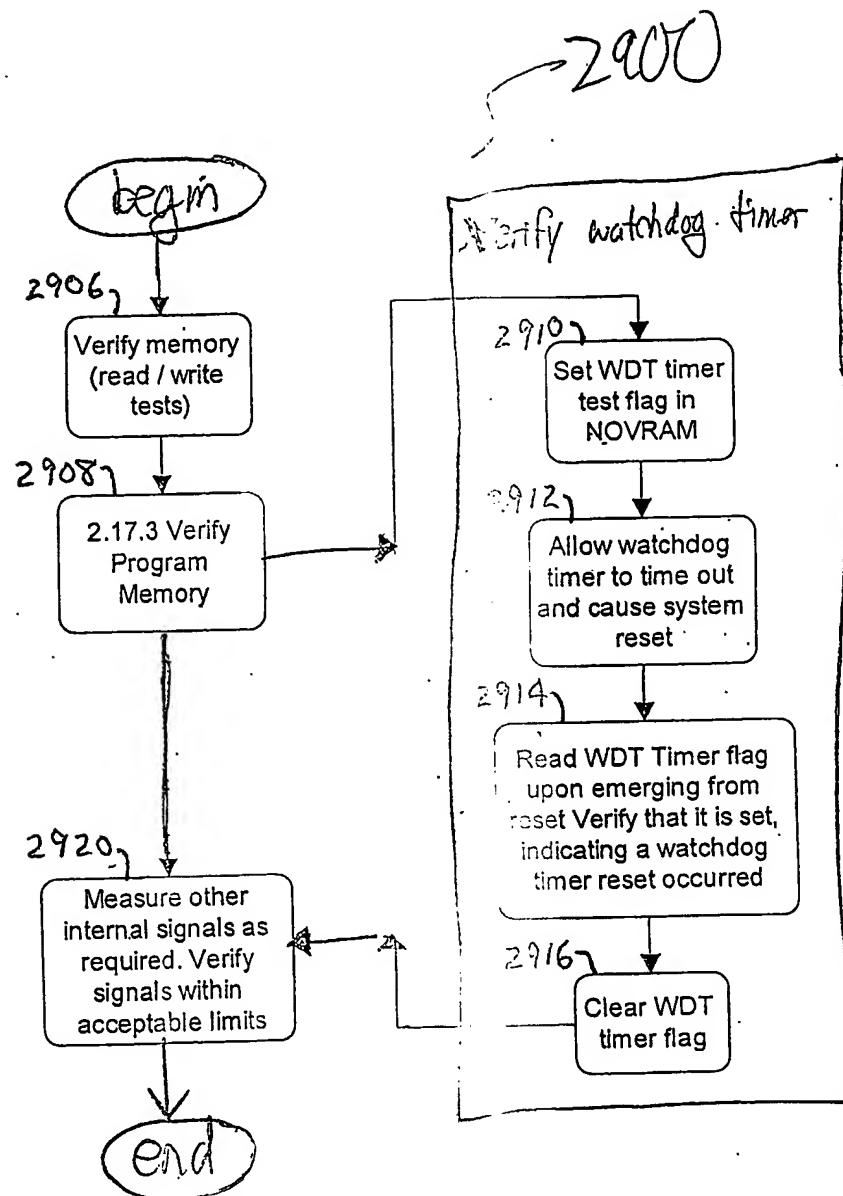 2900
begin
2906
Verify memory
(read / write
tests)
2908
2.17.3 Verify
Program
Memory
Verify watchdog timer
2910
Set WDT timer
test flag in
NOVRAM
2912
Allow watchdog
timer to time out
and cause system
reset
2914
Read WDT Timer flag
upon emerging from
reset Verify that it is set,
indicating a watchdog
timer reset occurred
2916
Clear WDT
timer flag
2920
Measure other
internal signals as
required. Verify
signals within
acceptable limits
end